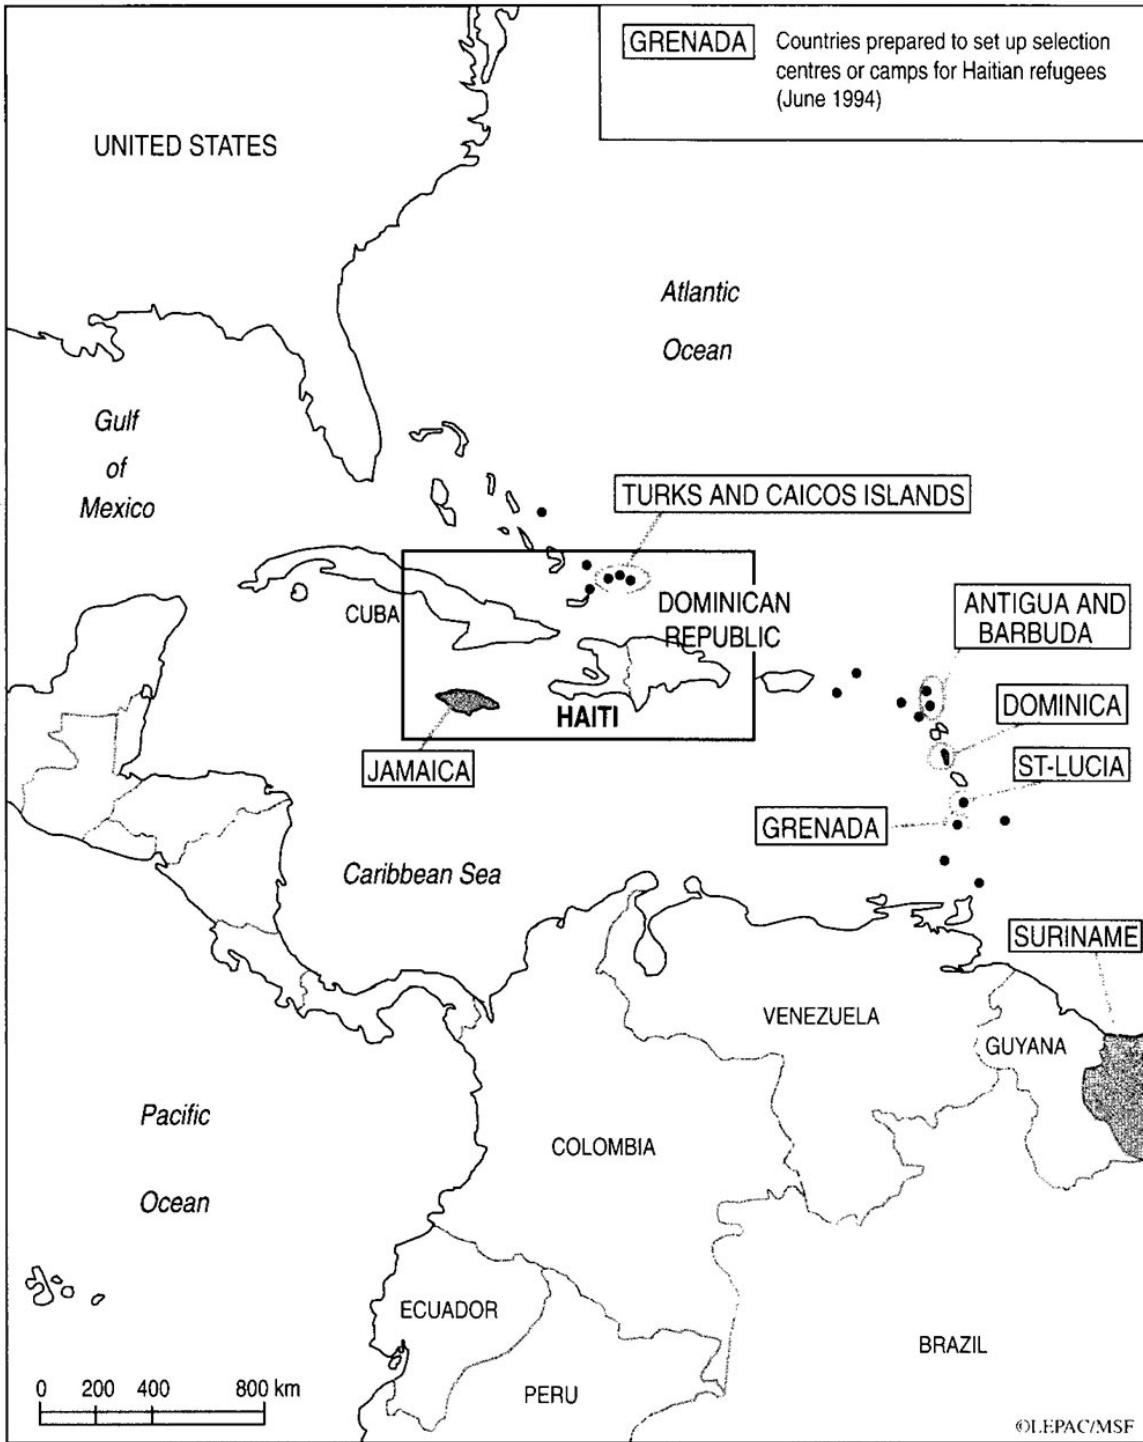 GRENADA
Countries prepared to set up selection
centres or camps for Haitian refugees
(June 1994)
UNITED STATES
Atlantic
Ocean
Gulf
of
Mexico
TURKS AND CAICOS ISLANDS
CUBA
DOMINICAN
REPUBLIC
ANTIGUA AND
BARBUDA
HAITI
DOMINICA
JAMAICA
ST-LUCIA
GRENADA
Caribbean Sea
SURINAME
VENEZUELA
GUYANA
Pacific
Ocean
COLOMBIA
ECUADOR
PERU
BRAZIL
0 200 400 800 km
©LEPAC/MSF